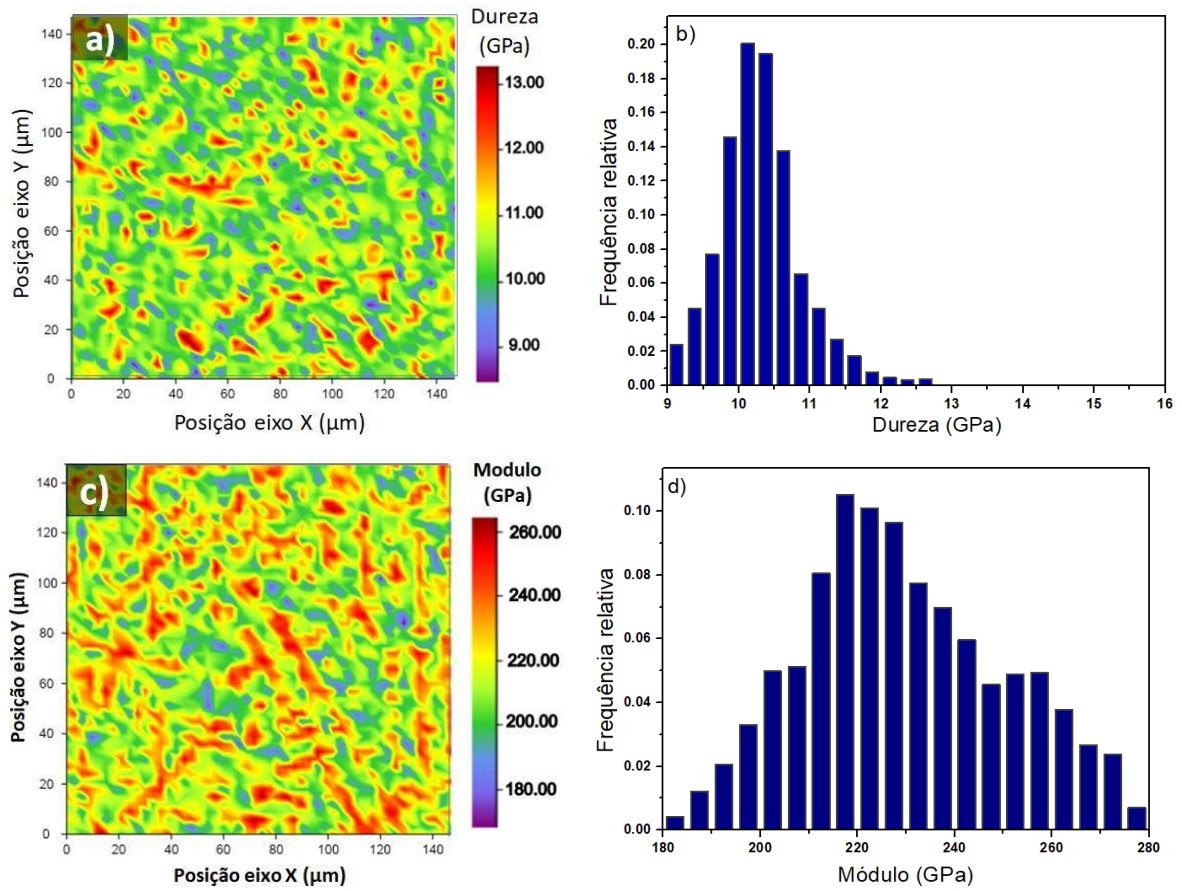 a)
Dureza
(GPa)
13.00
12.00
11.00
10.00
9.00
140
120
100
80
60
40
20
0
Posição eixo Y (µm)
0 20 40 60 80 100 120 140
Posição eixo X (µm)
b)
0.20
0.18
0.16
0.14
0.12
0.10
0.08
0.06
0.04
0.02
0.00
Frequência relativa
9 10 11 12 13 14 15 16
Dureza (GPa)
c)
Modulo
(GPa)
260.00
240.00
220.00
200.00
180.00
140
120
100
80
60
40
20
0
Posição eixo Y (µm)
0 20 40 60 80 100 120 140
Posição eixo X (µm)
d)
0.10
0.08
0.06
0.04
0.02
0.00
Frequência relativa
180 200 220 240 260 280
Módulo (GPa)